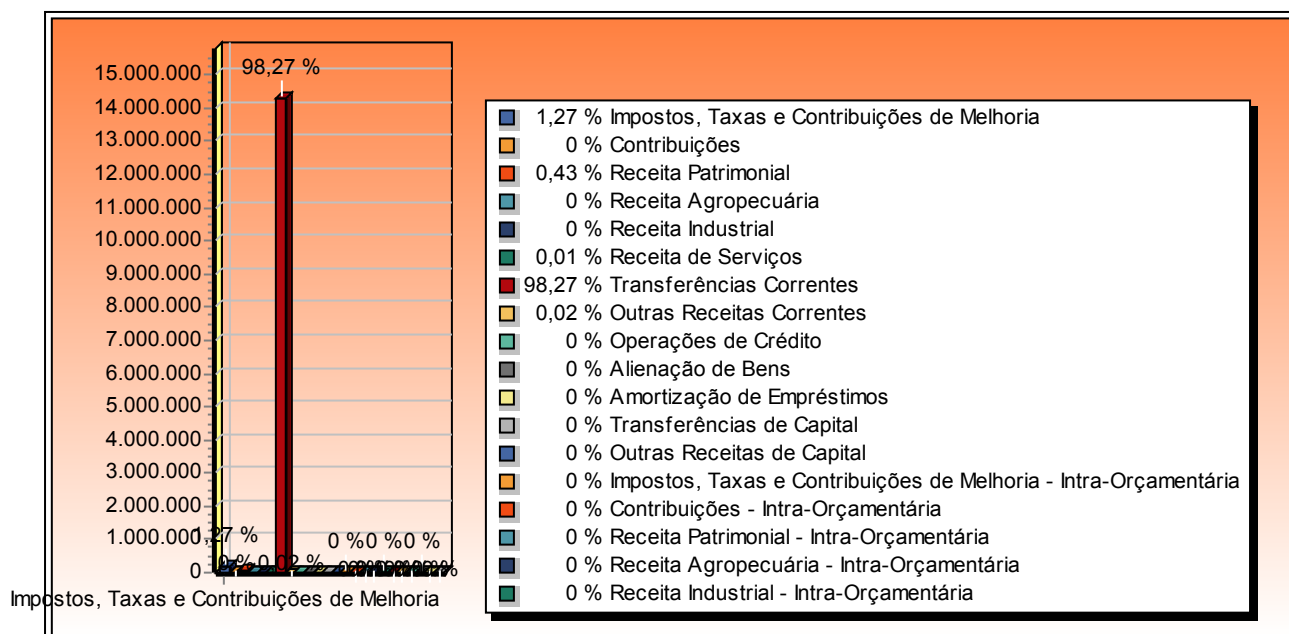 98,27 %
15.000.000
14.000.000
13.000.000
12.000.000
11.000.000
10.000.000
9.000.000
8.000.000
7.000.000
6.000.000
5.000.000
4.000.000
3.000.000
2.000.000
1.000.000
0
1,27 %
0 % 0 % 0 %
0,02 %
Impostos, Taxas e Contribuições de Melhoria
1,27 % Impostos, Taxas e Contribuições de Melhoria
0 % Contribuições
0,43 % Receita Patrimonial
0 % Receita Agropecuária
0 % Receita Industrial
0,01 % Receita de Serviços
98,27 % Transferências Correntes
0,02 % Outras Receitas Correntes
0 % Operações de Crédito
0 % Alienação de Bens
0 % Amortização de Empréstimos
0 % Transferências de Capital
0 % Outras Receitas de Capital
0 % Impostos, Taxas e Contribuições de Melhoria - Intra-Orçamentária
0 % Contribuições - Intra-Orçamentária
0 % Receita Patrimonial - Intra-Orçamentária
0 % Receita Agropecuária - Intra-Orçamentária
0 % Receita Industrial - Intra-Orçamentária